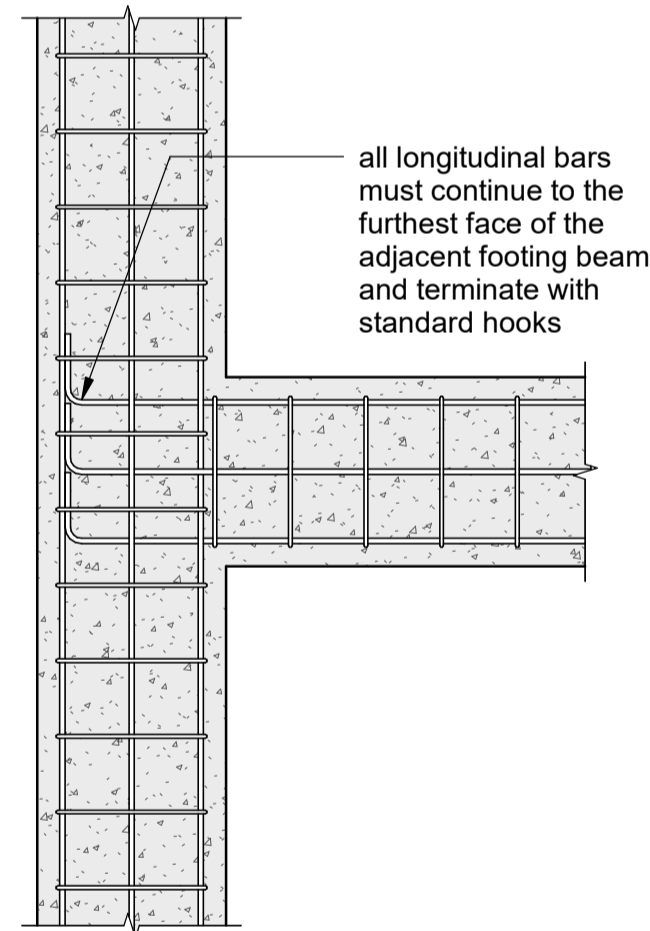 all longitudinal bars
must continue to the
furthest face of the
adjacent footing beam
and terminate with
standard hooks